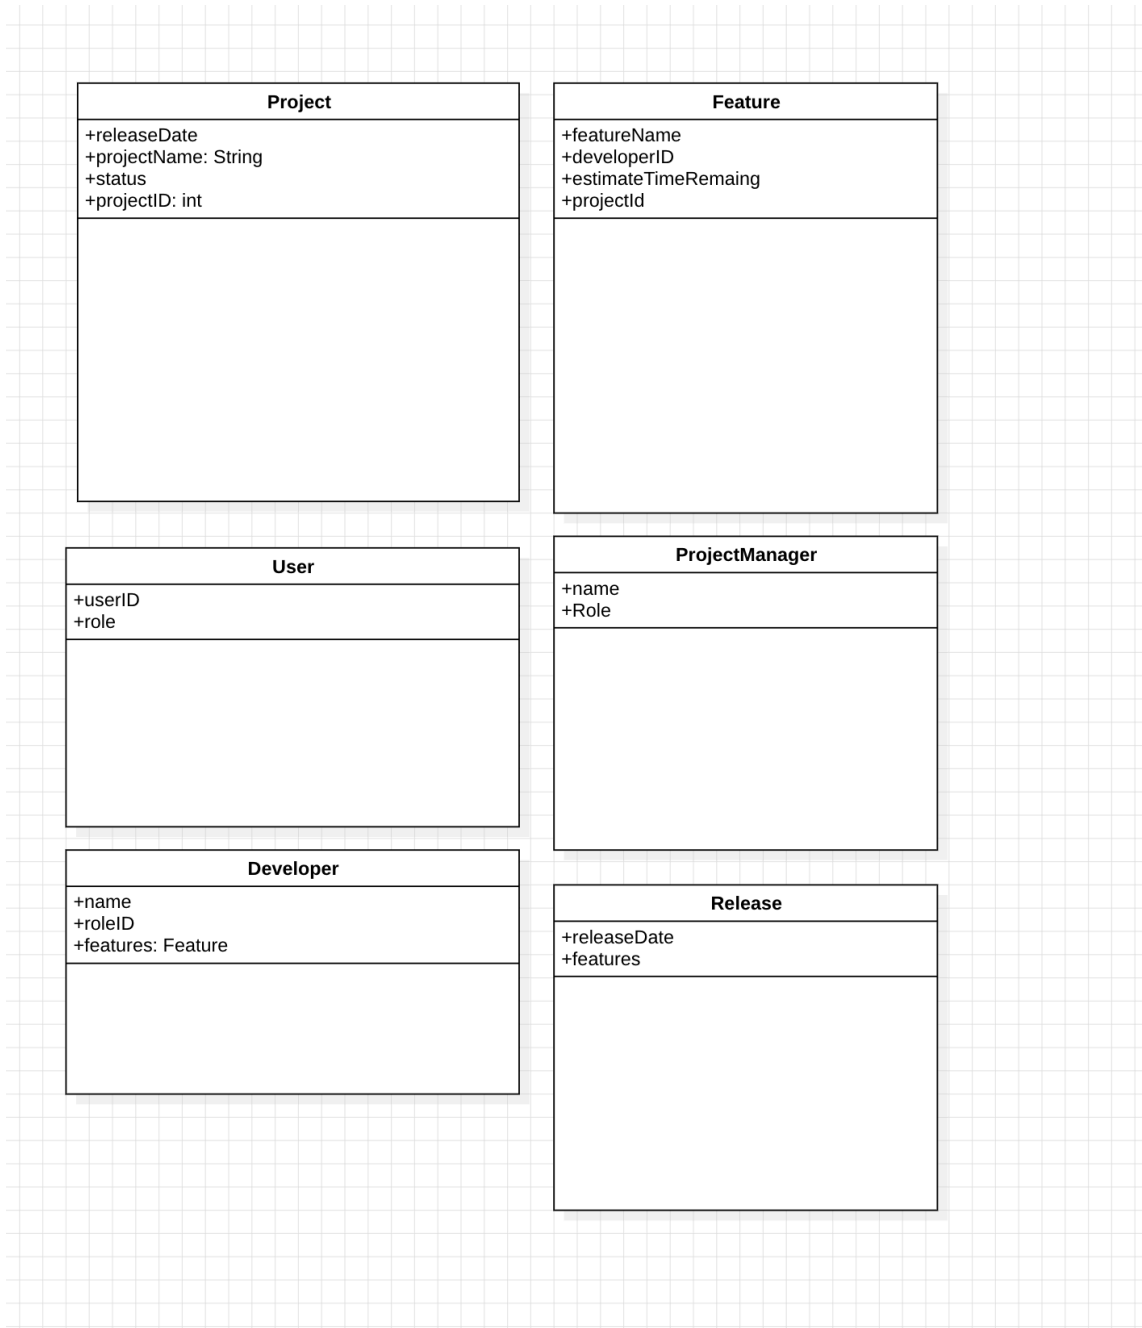 Project
+releaseDate
+projectName: String
+status
+projectID: int
Feature
+featureName
+developerID
+estimateTimeRemaing
+projectId
User
+userID
+role
ProjectManager
+name
+Role
Developer
+name
+roleID
+features: Feature
Release
+releaseDate
+features